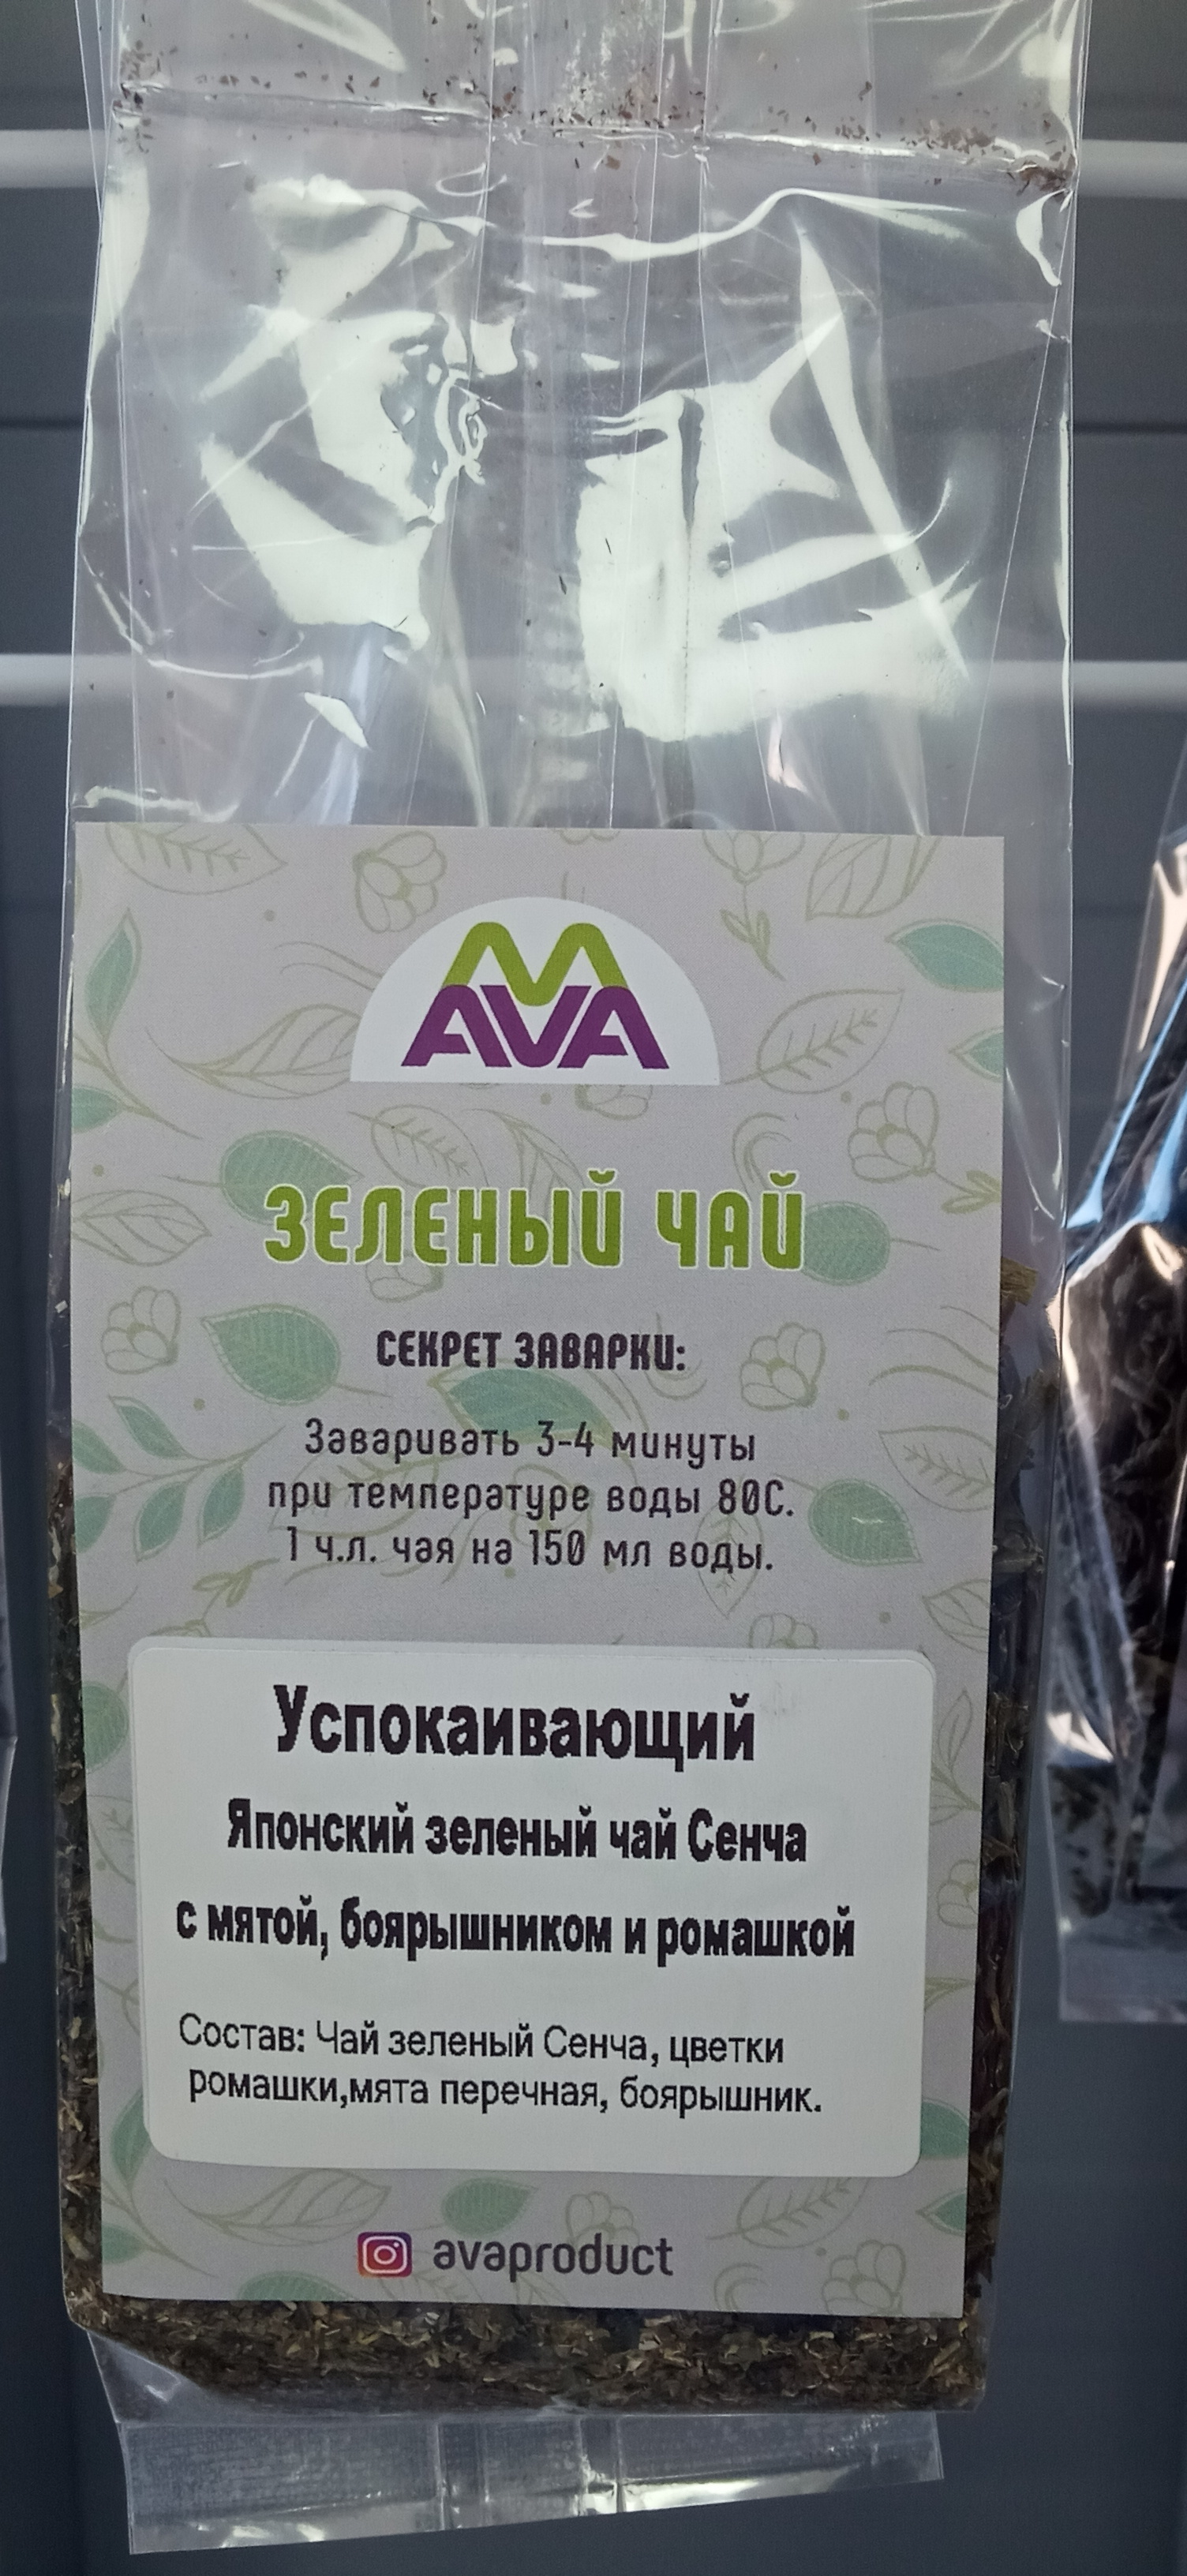 AVA
ЗЕЛЕНЫЙ ЧАЙ
СЕКРЕТ ЗАВАРКИ:
Заваривать 3-4 минуты
при температуре воды 80С.
1 ч.л. чая на 150 мл воды.
Успокаивающий
Японский зеленый чай Сенча
с мятой, боярышником и ромашкой
Состав: Чай зеленый Сенча, цветки
ромашки,мята перечная, боярышник.
avaproduct